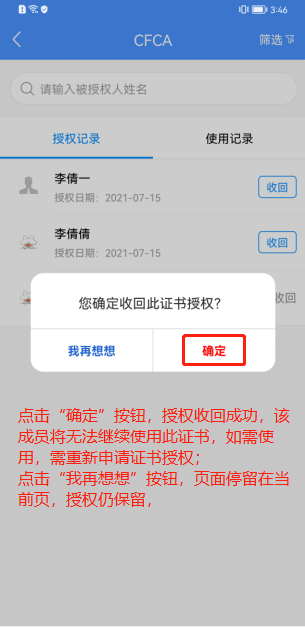 3:46
CFCA
筛选
请输入被授权人姓名
授权记录
使用记录
李倩一
授权日期：2021-07-15
收回
李倩倩
授权日期：2021-07-15
收回
收回
您确定收回此证书授权？
我再想想
确定
点击“确定”按钮，授权收回成功，该
成员将无法继续使用此证书，如需使
用，需重新申请证书授权；
点击“我再想想”按钮，页面停留在当
前页，授权仍保留，